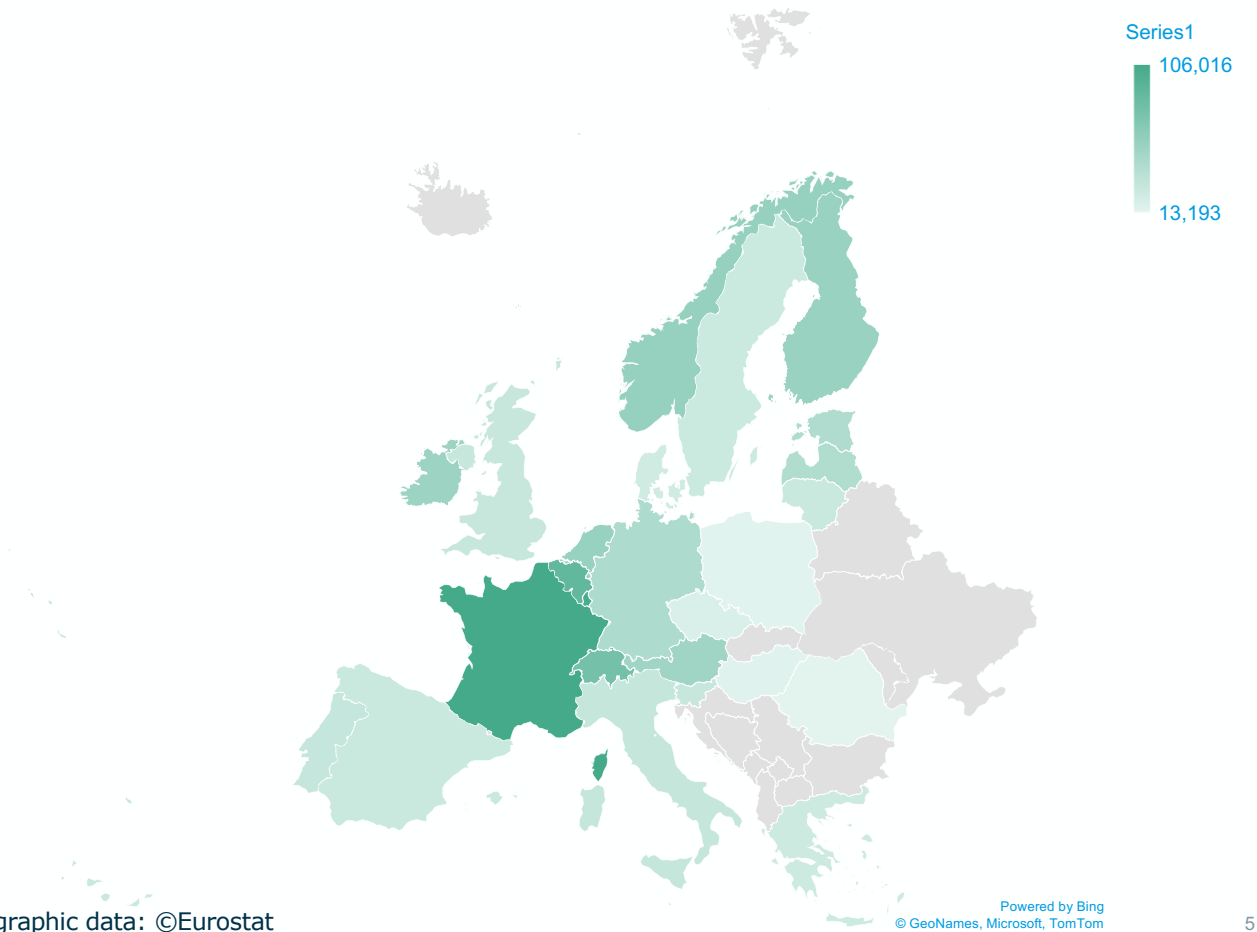 Series1
106,016
13,193
graphic data: ©Eurostat
Powered by Bing
© GeoNames, Microsoft, TomTom
5